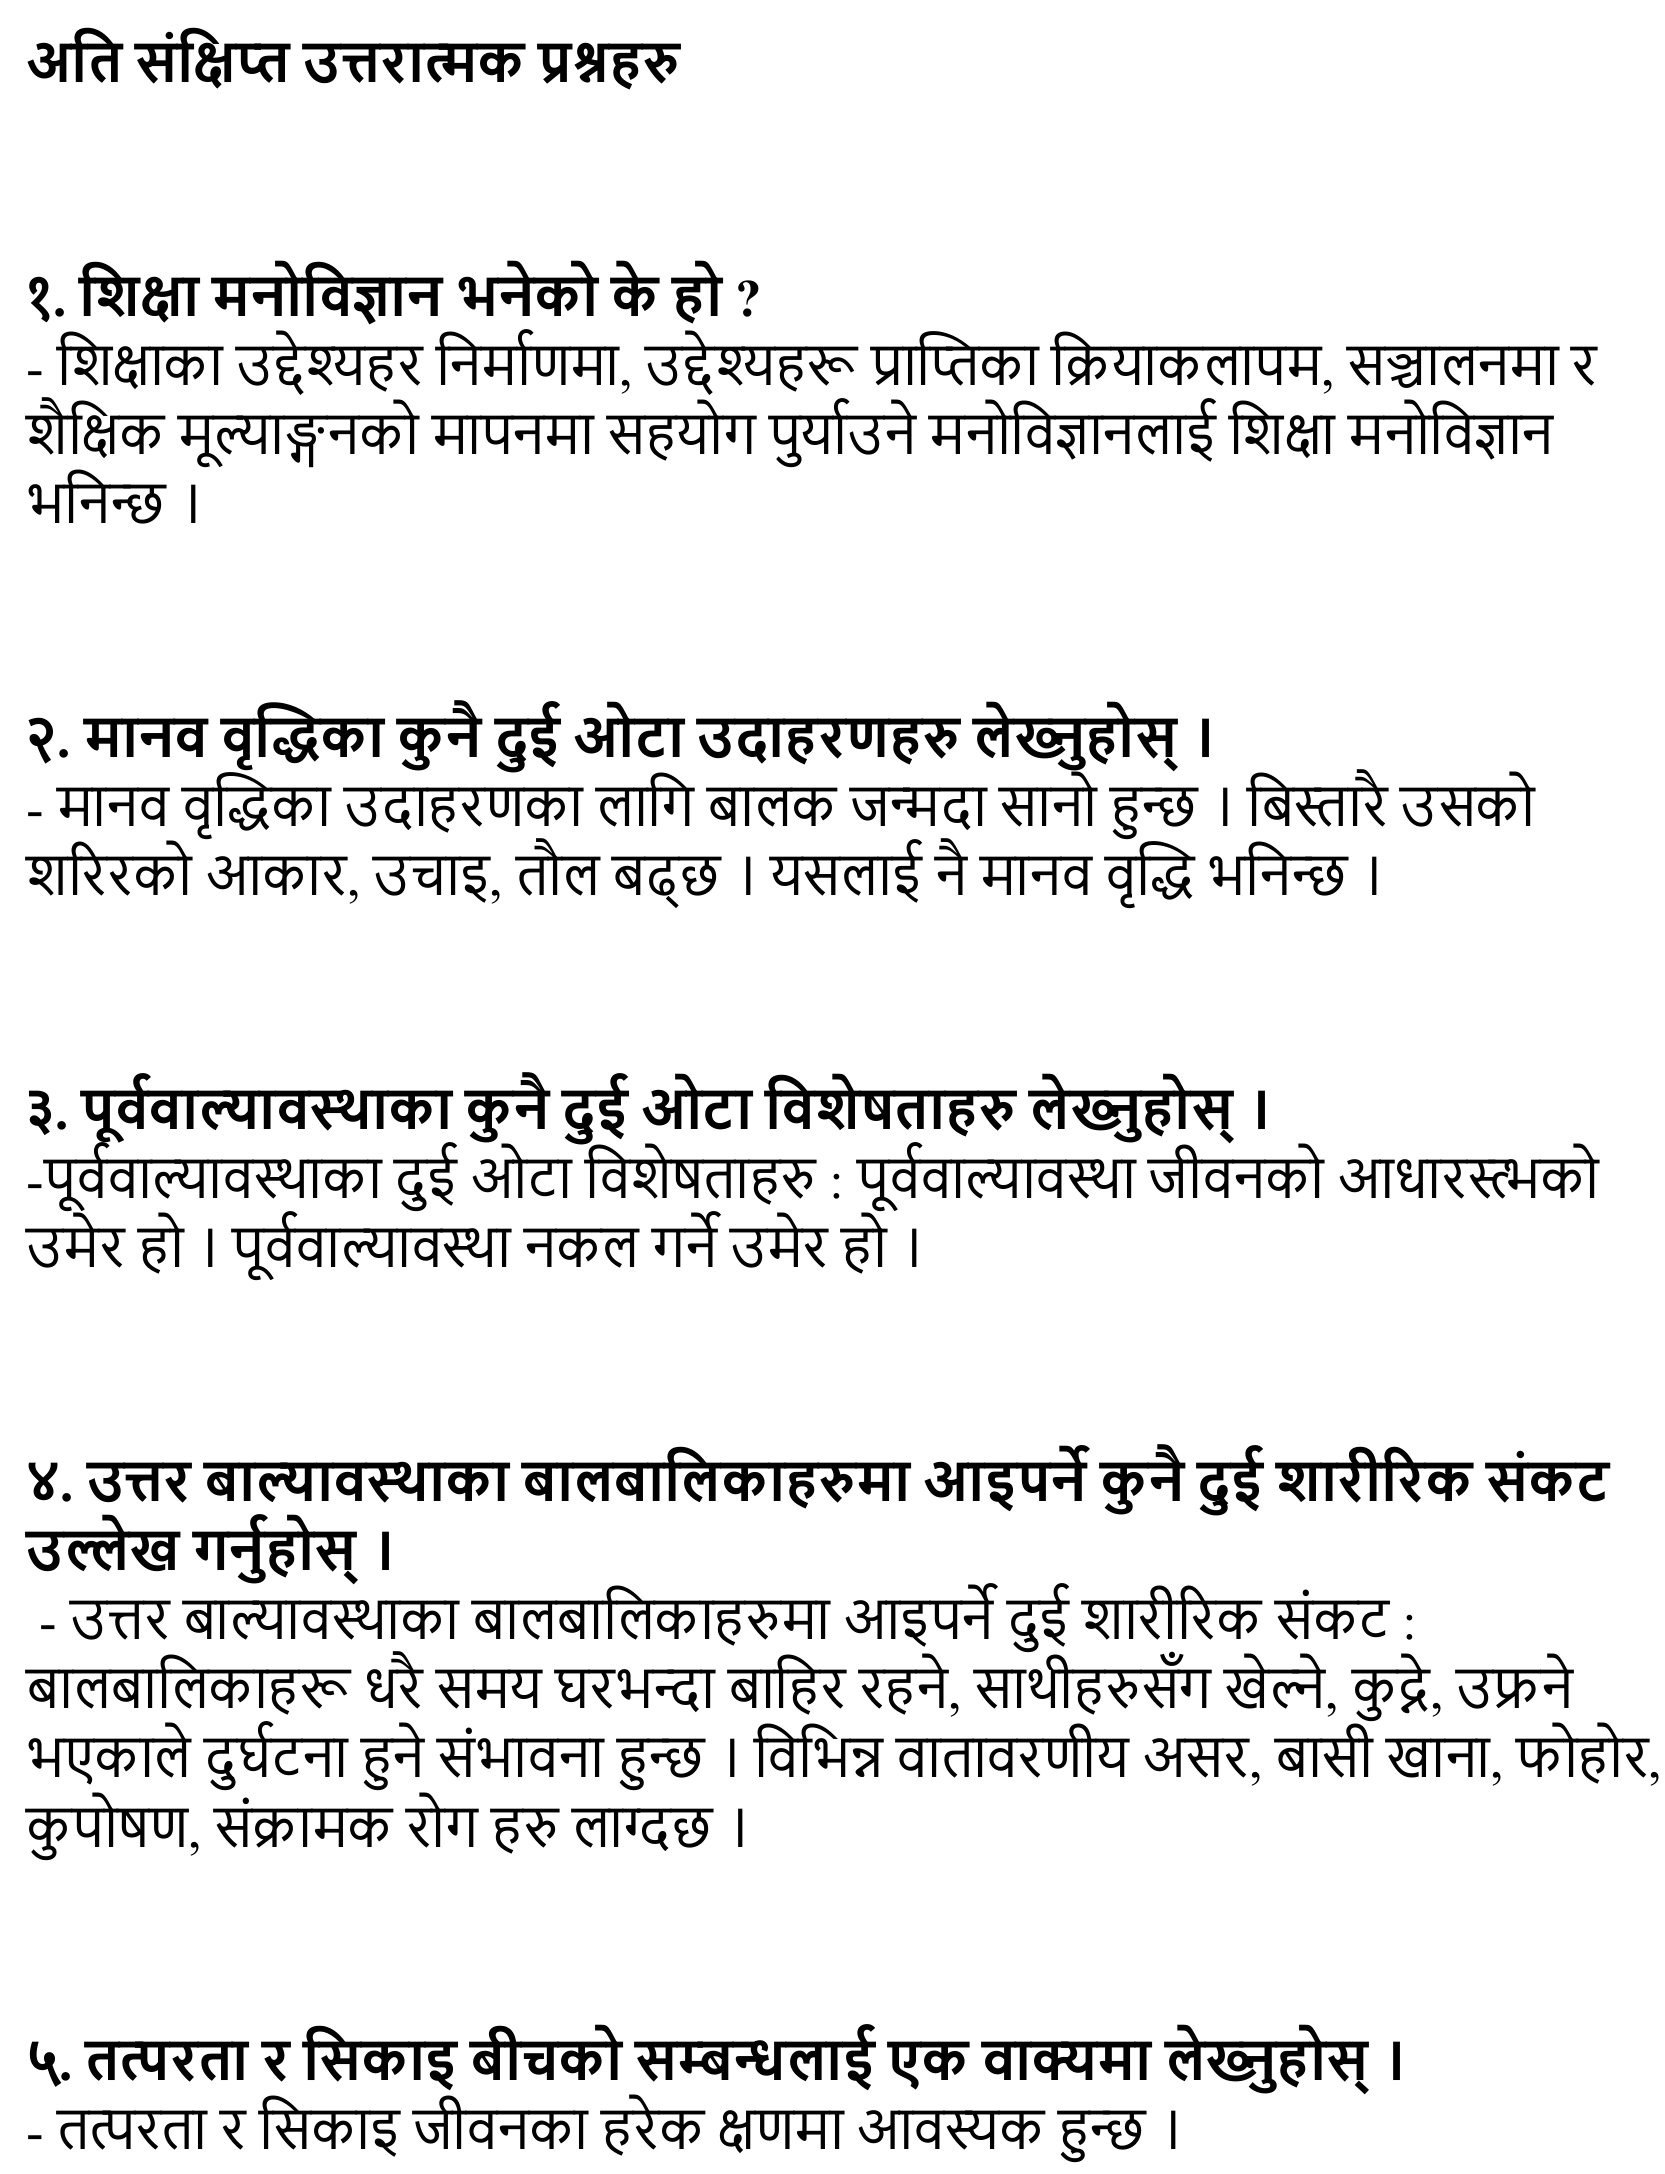 अति संक्षिप्त उत्तरात्मक प्रश्नहरु
१. शिक्षा मनोविज्ञान भनेको के हो ?
- शिक्षाका उद्देश्यहर निर्माणमा, उद्देश्यहरू प्राप्तिका क्रियाकलापम, सञ्चालनमा र
शैक्षिक मूल्याङ्गनको मापनमा सहयोग पुर्याउने मनोविज्ञानलाई शिक्षा मनोविज्ञान
भनिन्छ ।
२. मानव वृद्धिका कुनै दुई ओटा उदाहरणहरु लेख्नुहोस् ।
- मानव वृद्धिका उदाहरणका लागि बालक जन्मदा सानो हुन्छ । बिस्तारै उसको
शरिरको आकार, उचाइ, तौल बढ्छ । यसलाई नै मानव वृद्धि भनिन्छ ।
३. पूर्ववाल्यावस्थाका कुनै दुई ओटा विशेषताहरु लेख्नुहोस् ।
-पूर्ववाल्यावस्थाका दुई ओटा विशेषताहरु : पूर्ववाल्यावस्था जीवनको आधारस्त्भको
उमेर हो । पूर्ववाल्यावस्था नकल गर्ने उमेर हो ।
४. उत्तर बाल्यावस्थाका बालबालिकाहरुमा आइपर्ने कुनै दुई शारीरिक संकट
उल्लेख गर्नुहोस् ।
- उत्तर बाल्यावस्थाका बालबालिकाहरुमा आइपर्ने दुई शारीरिक संकट :
बालबालिकाहरू धरै समय घरभन्दा बाहिर रहने, साथीहरुसँग खेल्ने, कुद्ने, उफ्रने
भएकाले दुर्घटना हुने संभावना हुन्छ । विभिन्न वातावरणीय असर, बासी खाना, फोहोर,
कुपोषण, संक्रामक रोग हरु लाग्दछ ।
५. तत्परता र सिकाइ बीचको सम्बन्धलाई एक वाक्यमा लेख्नुहोस् ।
- तत्परता र सिकाइ जीवनका हरेक क्षणमा आवस्यक हुन्छ ।